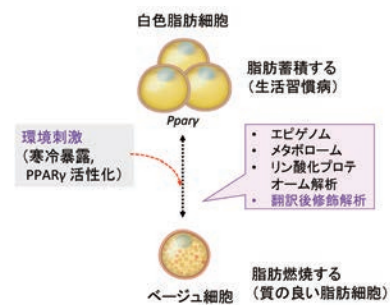 白色脂肪細胞
脂肪蓄積する
(生活習慣病)
Pparγ
環境刺激
(寒冷暴露,
PPARγ 活性化)
• エピゲノム
• メタボローム
• リン酸化プロテ
オーム解析
• 翻訳後修飾解析
脂肪燃焼する
(質の良い脂肪細胞)
ベージュ細胞